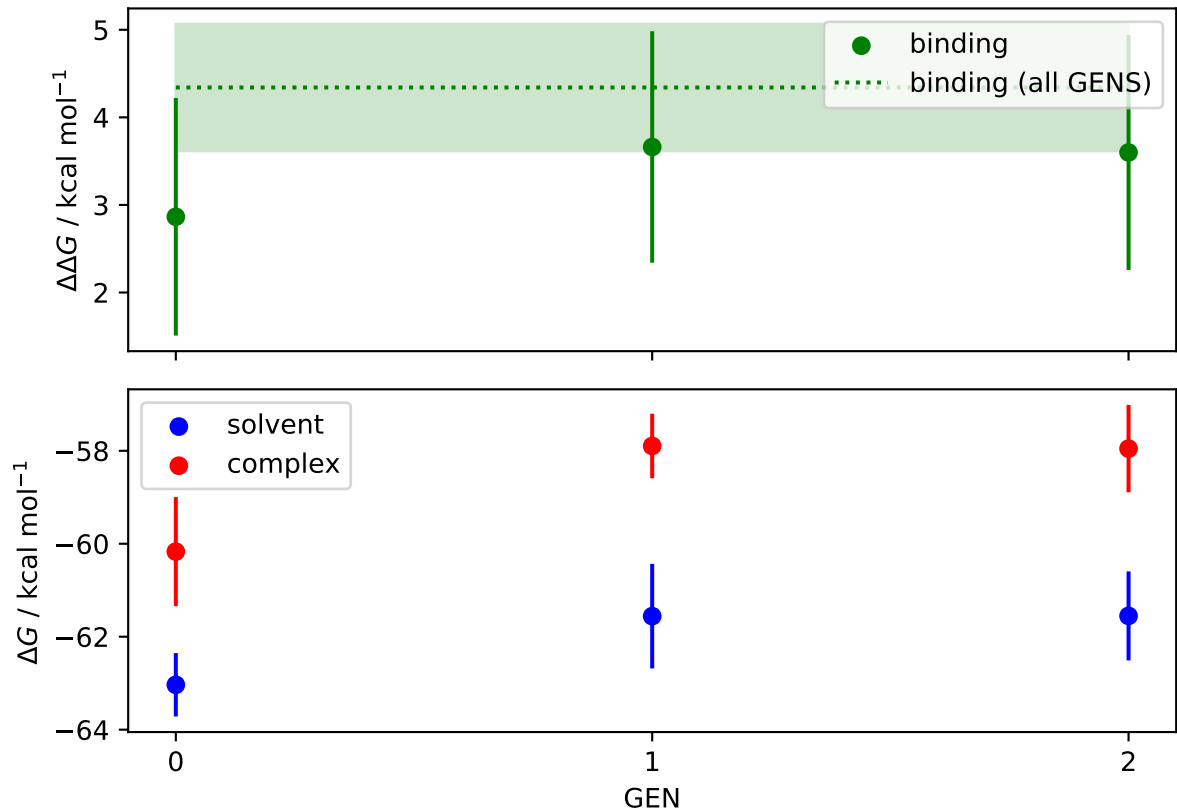 5
4
3
2
ΔΔG / kcal mol⁻¹
binding
binding (all GENS)
−58
−60
−62
−64
ΔG / kcal mol⁻¹
solvent
complex
0 1 2
GEN